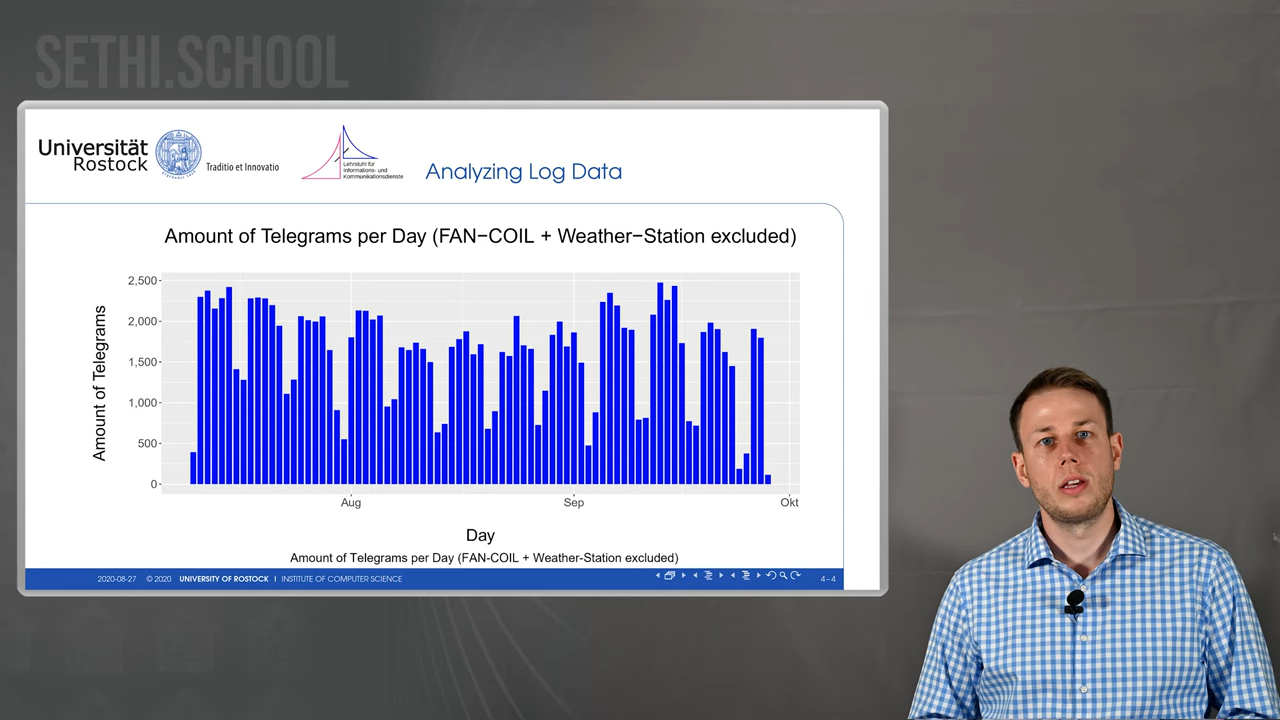 SETHI.SCHOOL
Universität
Rostock
Traditio et Innovatio
Lehrstuhl für
Informations- und
Kommunikationsdienste
Analyzing Log Data
Amount of Telegrams per Day (FAN−COIL + Weather−Station excluded)
Amount of Telegrams
2,500
2,000
1,500
1,000
500
0
Aug
Sep
Okt
Day
Amount of Telegrams per Day (FAN-COIL + Weather-Station excluded)
2020-08-27 © 2020 UNIVERSITY OF ROSTOCK | INSTITUTE OF COMPUTER SCIENCE
4–4